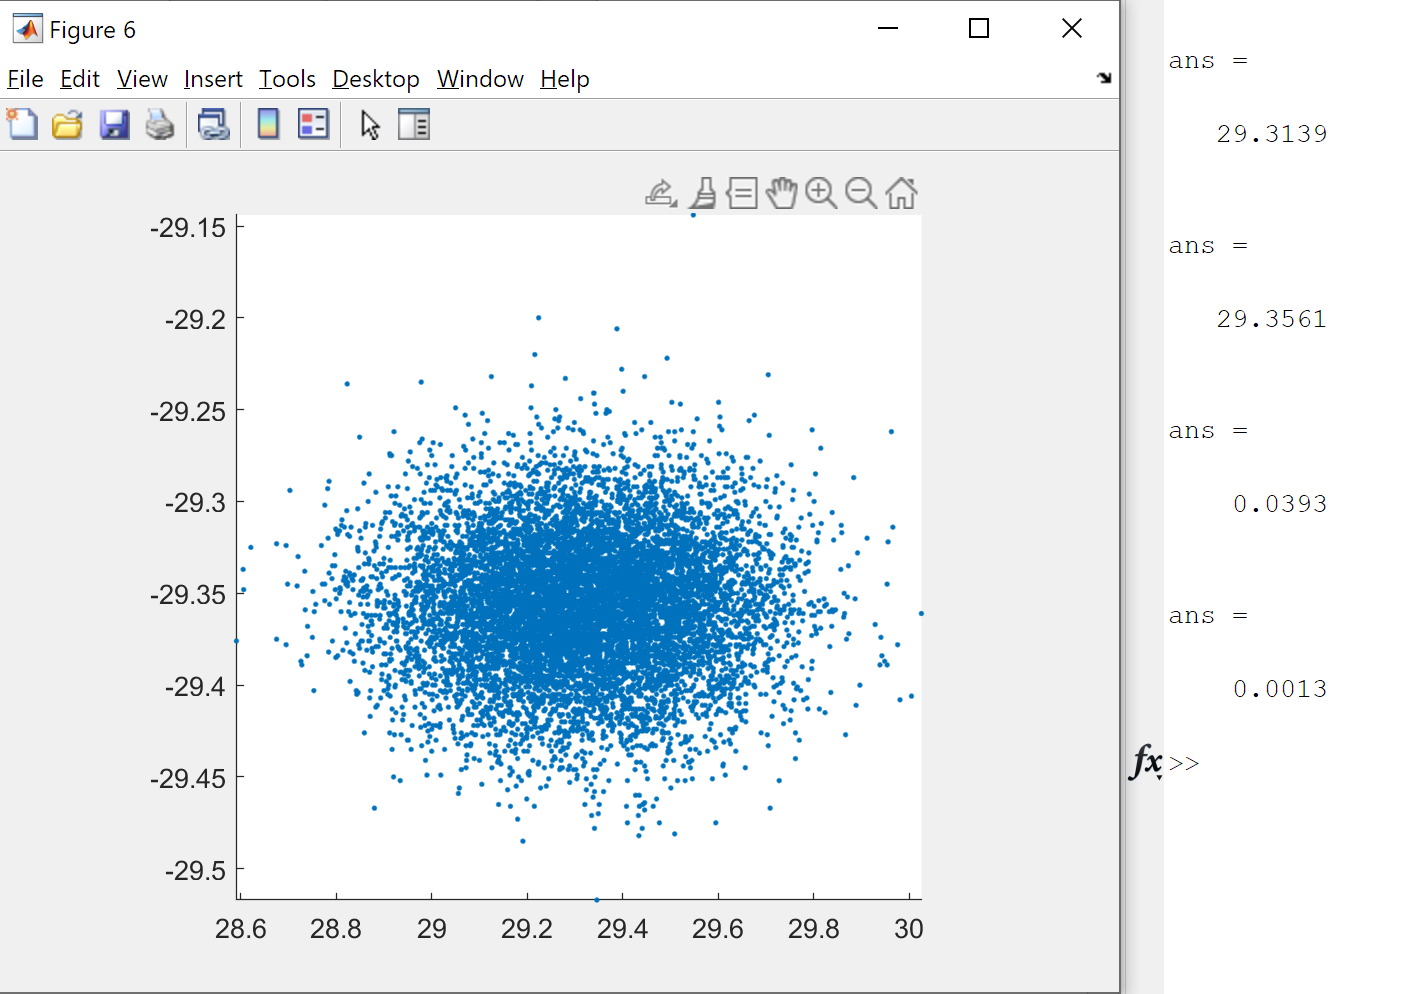 Figure 6
File Edit View Insert Tools Desktop Window Help
-29.15
-29.2
-29.25
-29.3
-29.35
-29.4
-29.45
-29.5
28.6 28.8 29 29.2 29.4 29.6 29.8 30
ans =
29.3139
ans =
29.3561
ans =
0.0393
ans =
0.0013
fx >>